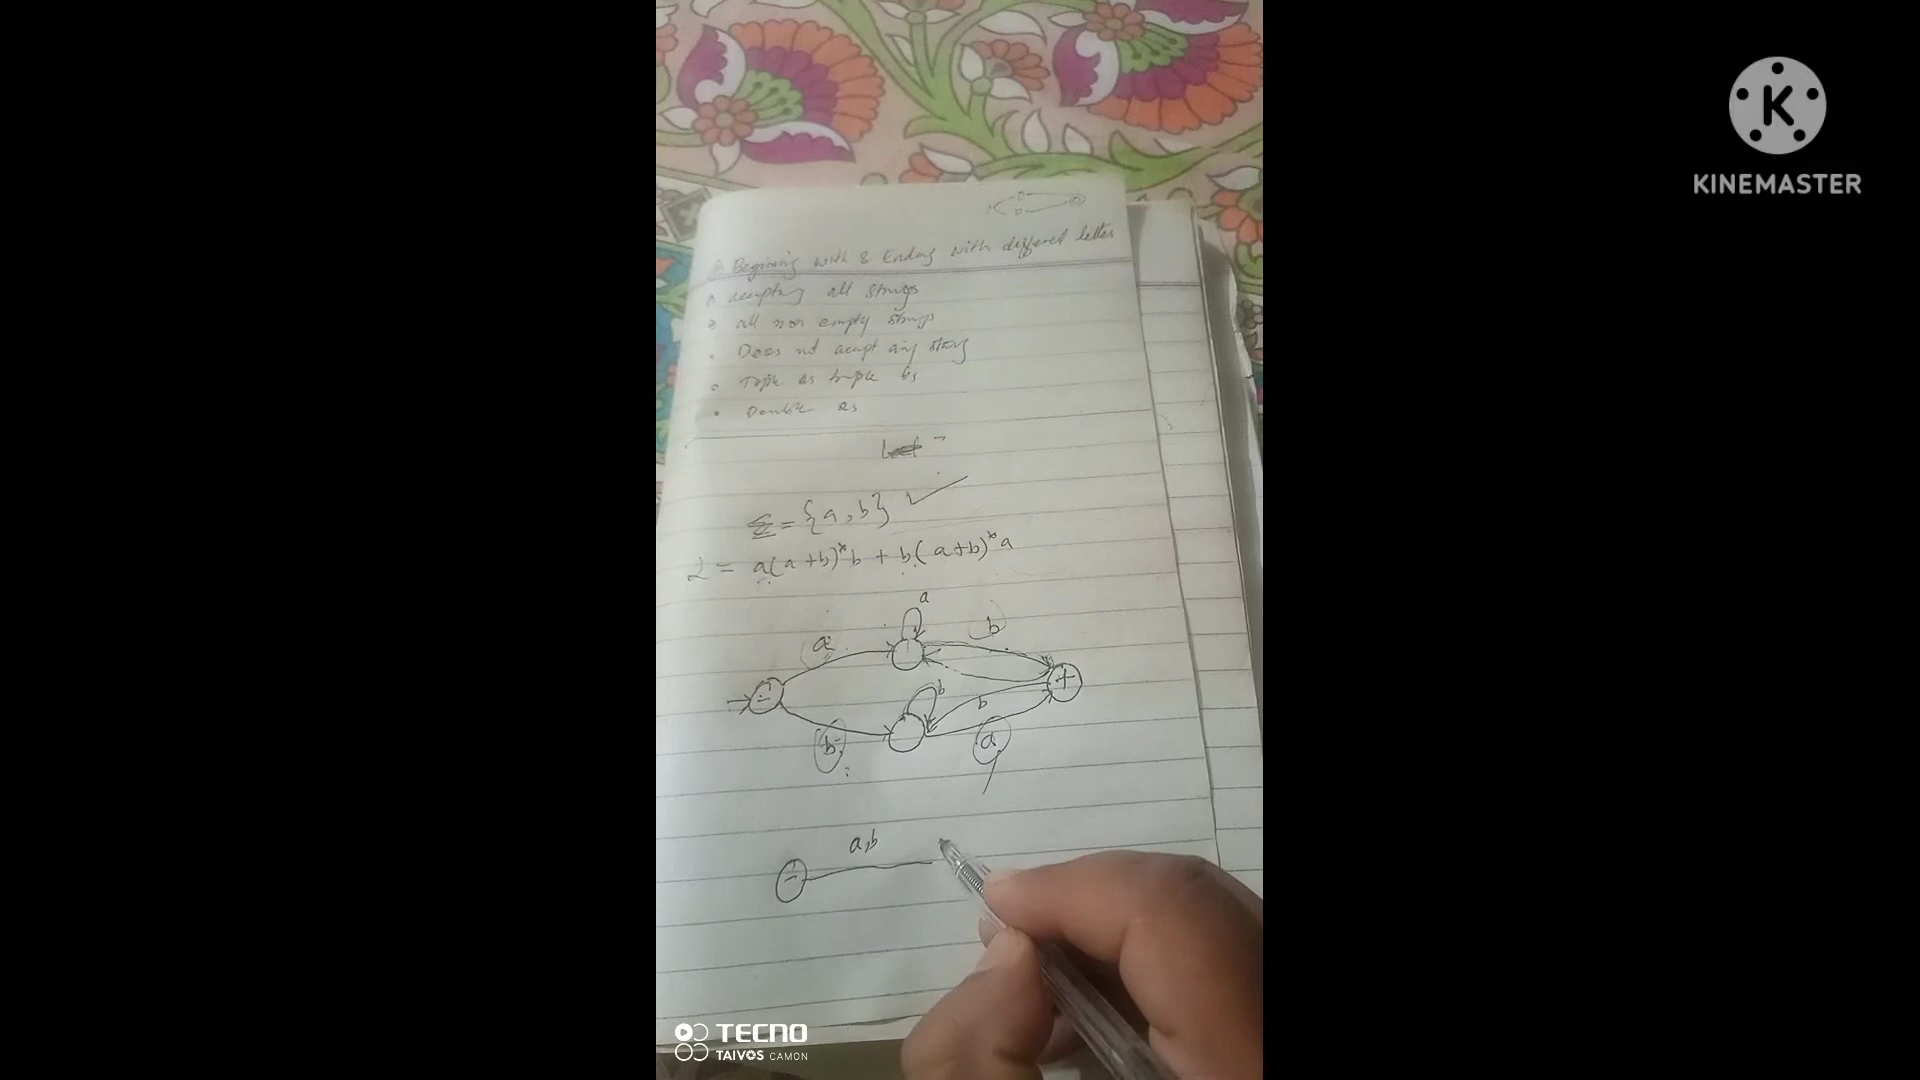 Beginning with & Ending with different letter
accepting all strings
all non empty strings
Does not accept any string
Triple as triple bs
Double as
Σ = {a, b}
L = a(a+b)*b + b(a+b)*a
a
a b
- +
b b
b a
a,b
-
K
KINEMASTER
TECNO
TAIVOS CAMON